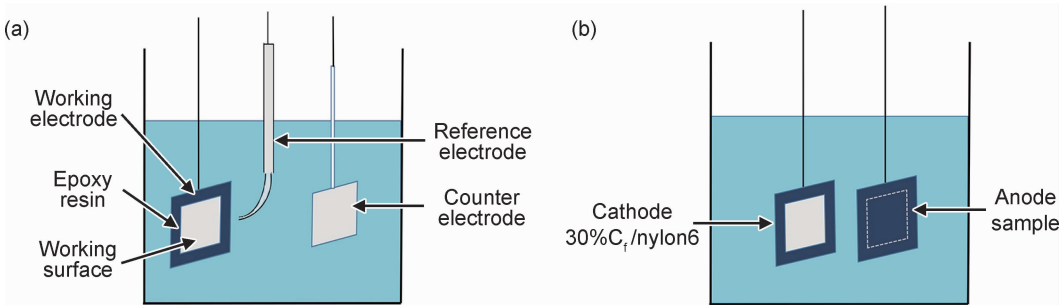 (a)
Working
electrode
Epoxy
resin
Working
surface
Reference
electrode
Counter
electrode
(b)
Cathode
30%Cf/nylon6
Anode
sample